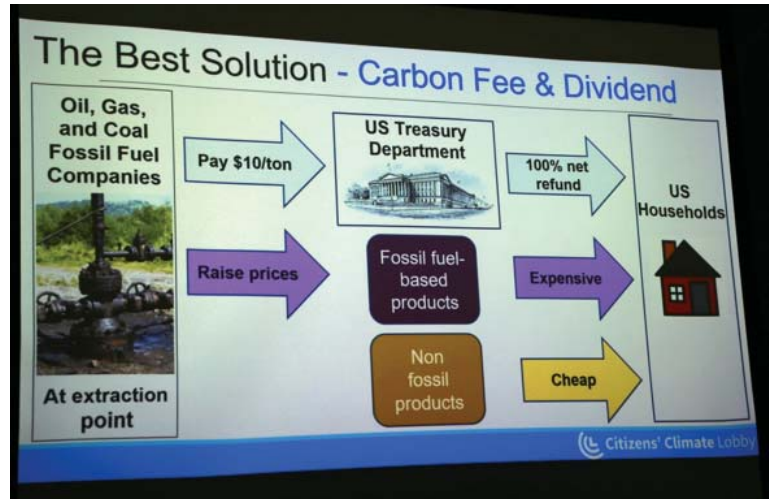 The Best Solution - Carbon Fee & Dividend
Oil, Gas,
and Coal
Fossil Fuel
Companies
Pay $10/ton
US Treasury
Department
100% net
refund
US
Households
Raise prices
Fossil fuel-
based
products
Expensive
Non
fossil
products
Cheap
At extraction
point
Citizens' Climate Lobby